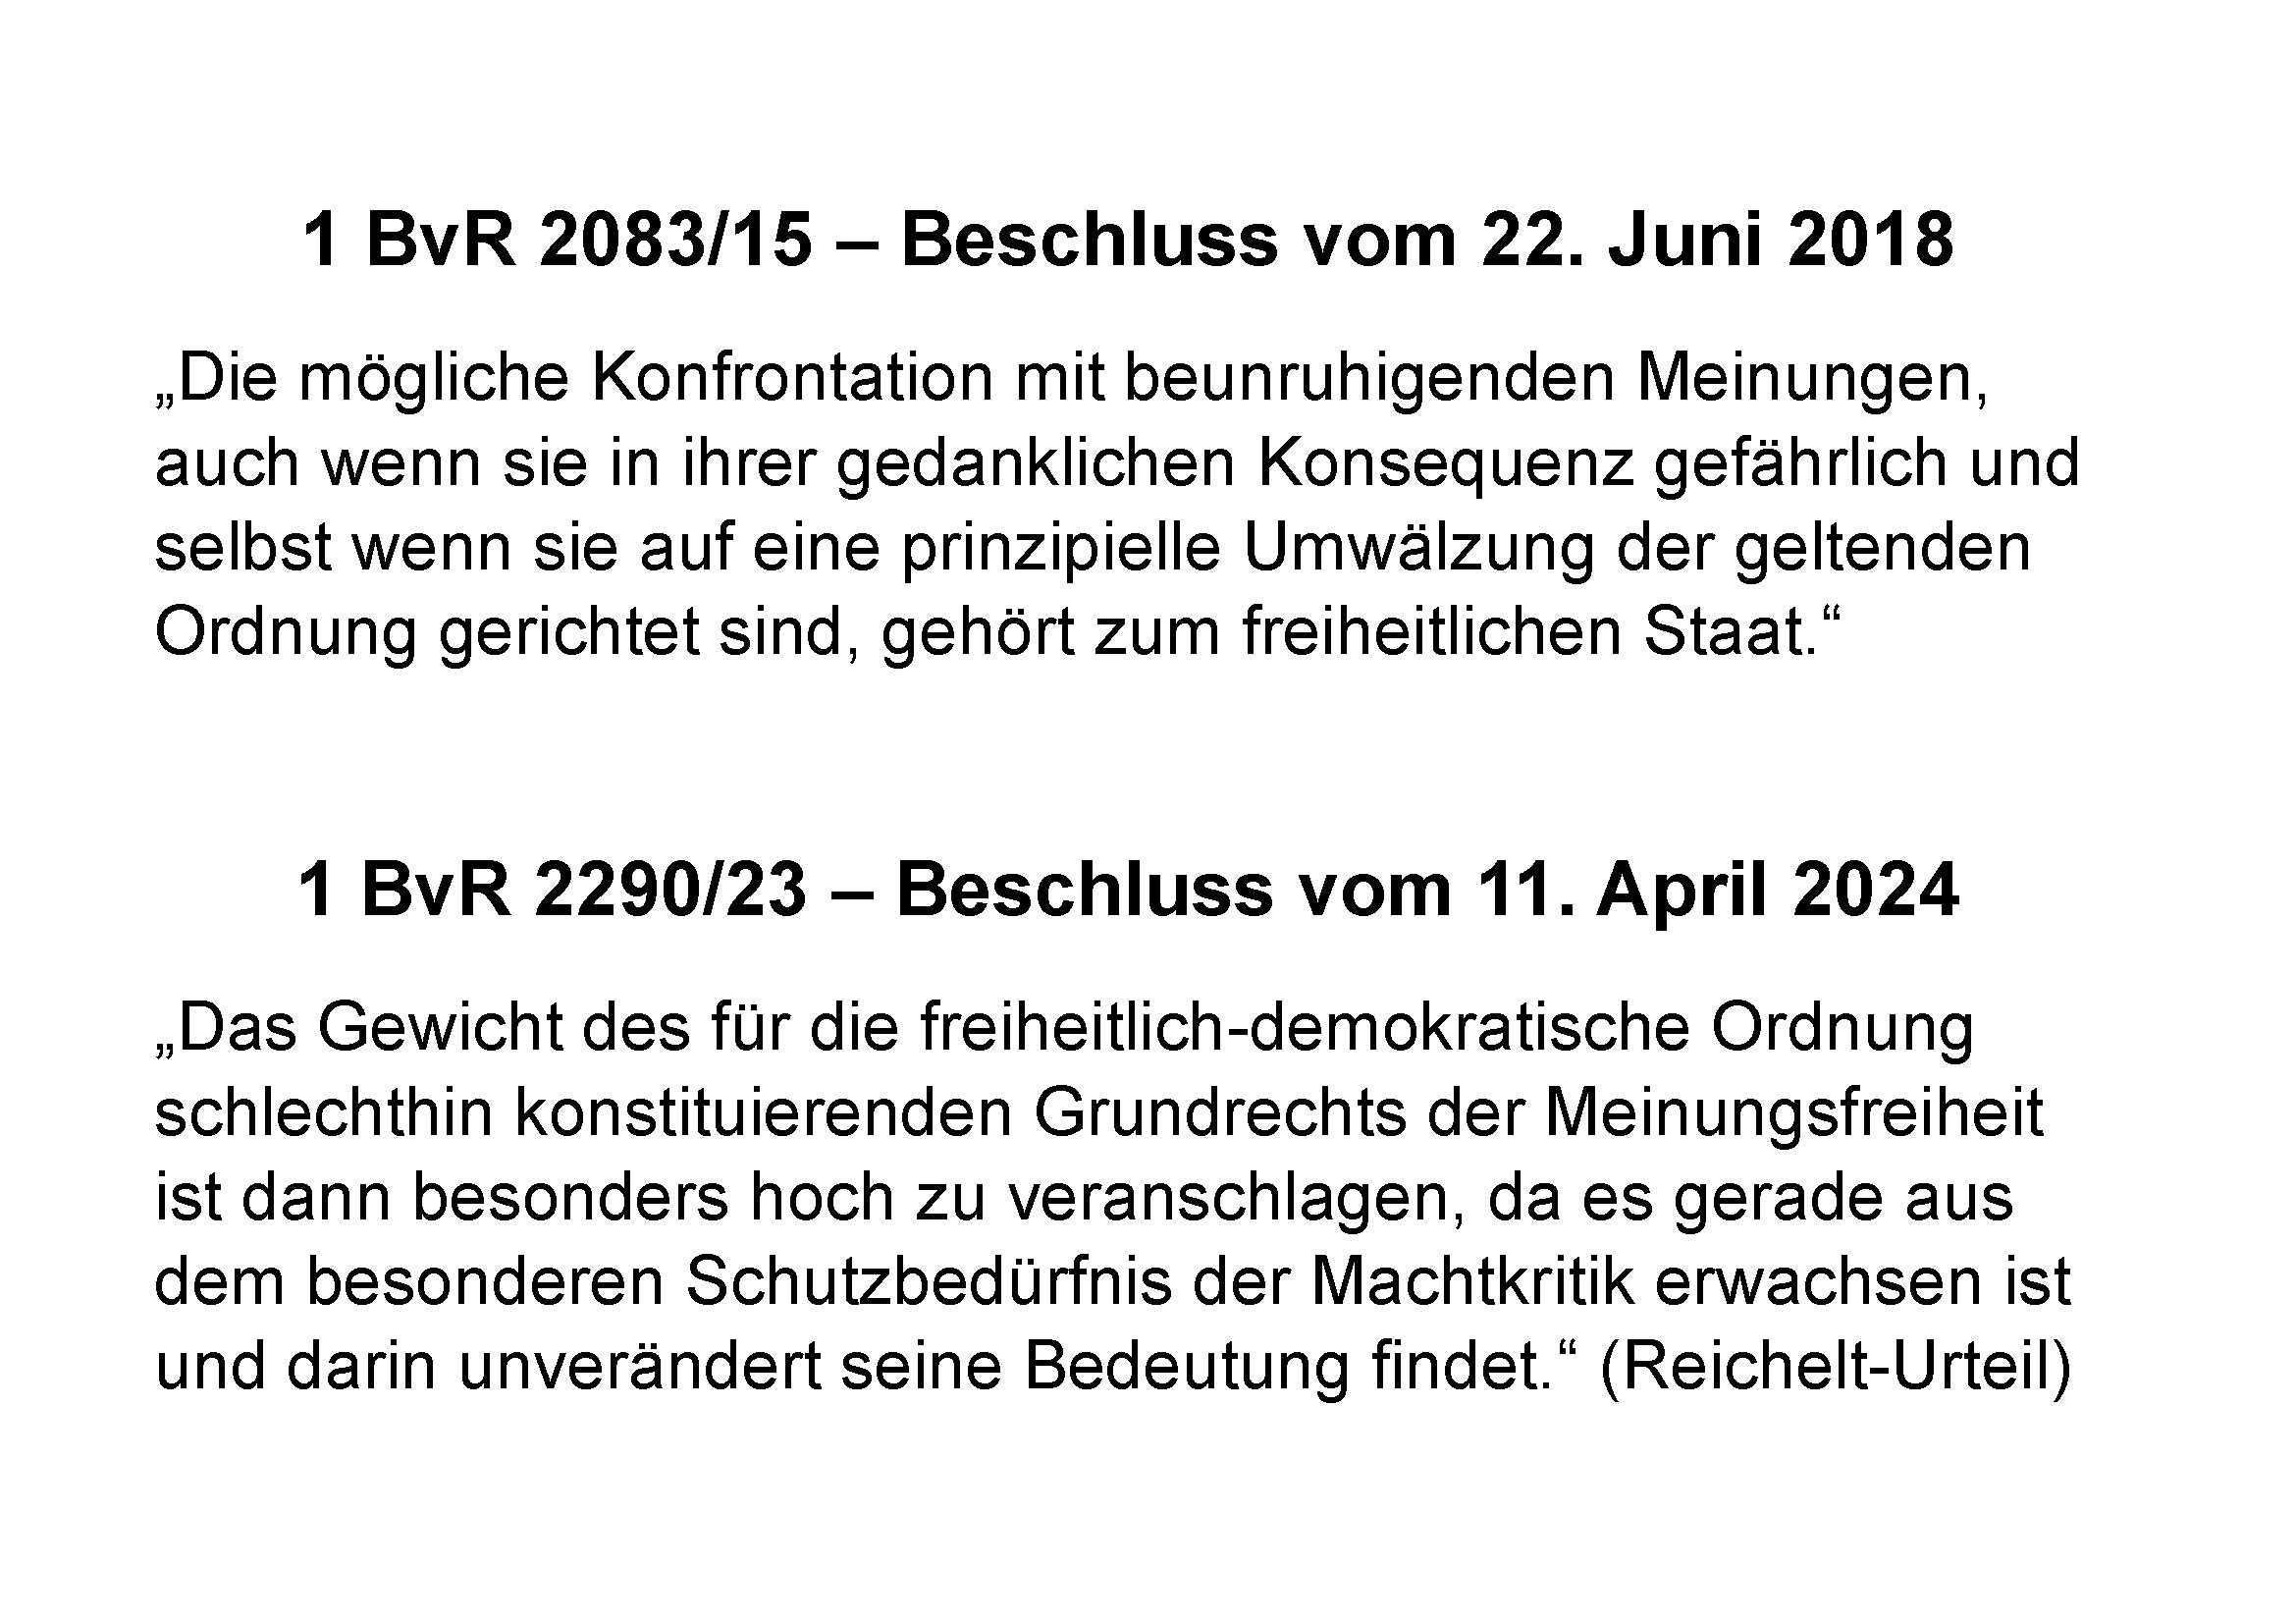 1 BvR 2083/15 – Beschluss vom 22. Juni 2018
„Die mögliche Konfrontation mit beunruhigenden Meinungen,
auch wenn sie in ihrer gedanklichen Konsequenz gefährlich und
selbst wenn sie auf eine prinzipielle Umwälzung der geltenden
Ordnung gerichtet sind, gehört zum freiheitlichen Staat.“
1 BvR 2290/23 – Beschluss vom 11. April 2024
„Das Gewicht des für die freiheitlich-demokratische Ordnung
schlechthin konstituierenden Grundrechts der Meinungsfreiheit
ist dann besonders hoch zu veranschlagen, da es gerade aus
dem besonderen Schutzbedürfnis der Machtkritik erwachsen ist
und darin unverändert seine Bedeutung findet.“ (Reichelt-Urteil)